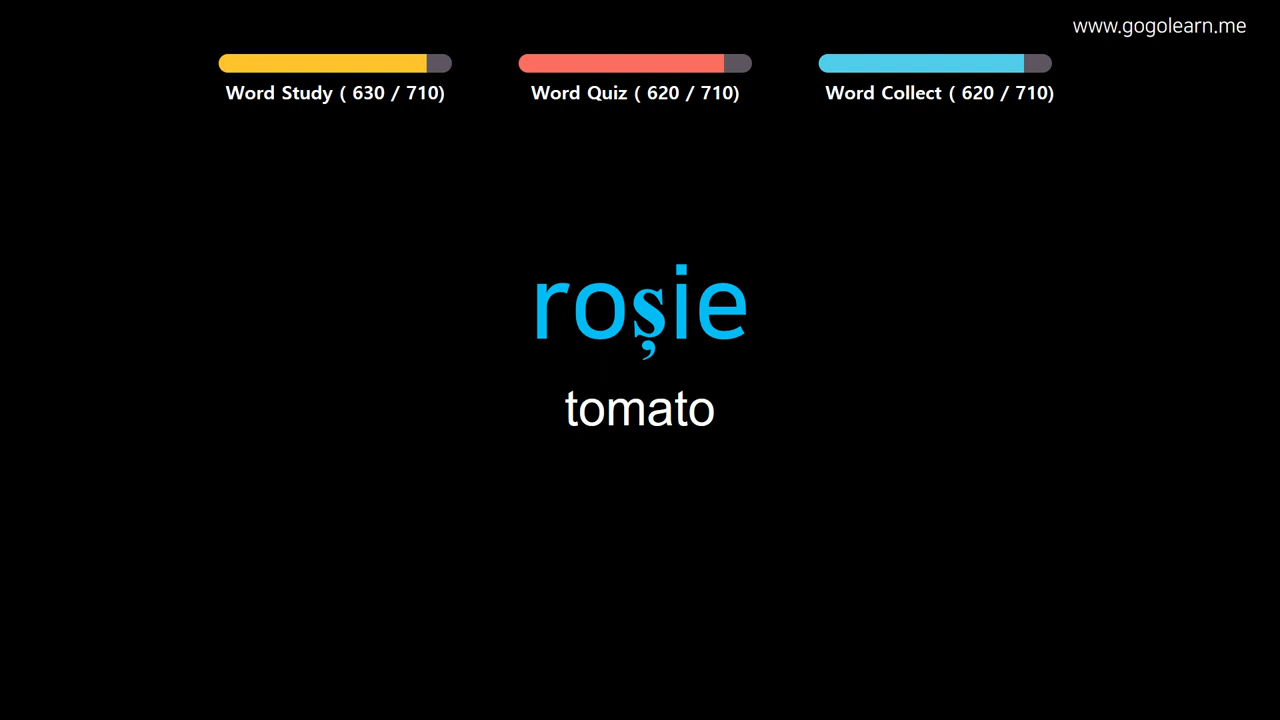 www.gogolearn.me
Word Study ( 630 / 710)
Word Quiz ( 620 / 710)
Word Collect ( 620 / 710)
roșie
tomato